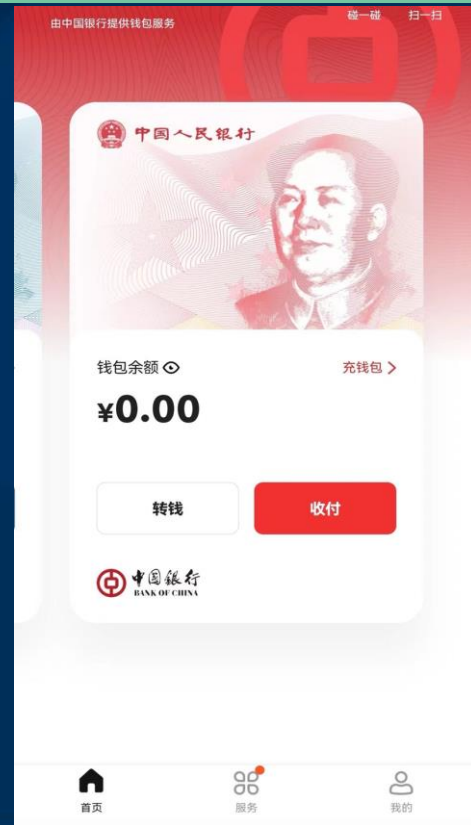 由中国银行提供钱包服务
碰一碰 扫一扫
中国人民银行
钱包余额
充钱包
¥0.00
转钱
收付
中国銀行
BANK OF CHINA
首页
服务
我的